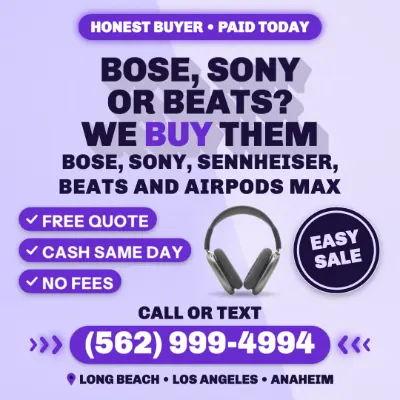 HONEST BUYER • PAID TODAY
BOSE, SONY
OR BEATS?
WE BUY THEM
BOSE, SONY, SENNHEISER,
BEATS AND AIRPODS MAX
✓ FREE QUOTE
✓ CASH SAME DAY
✓ NO FEES
EASY
SALE
CALL OR TEXT
(562) 999-4994
LONG BEACH • LOS ANGELES • ANAHEIM